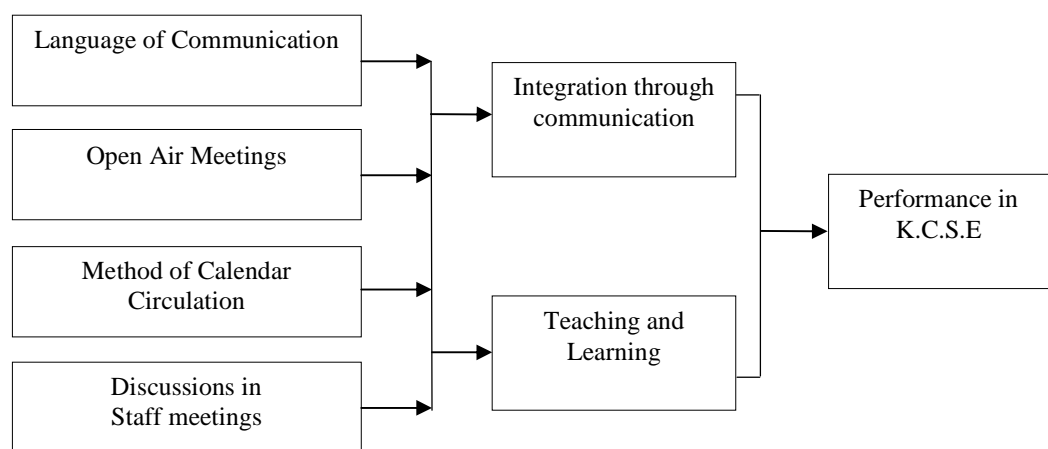 Language of Communication
Open Air Meetings
Method of Calendar
Circulation
Discussions in
Staff meetings
Integration through
communication
Teaching and
Learning
Performance in
K.C.S.E